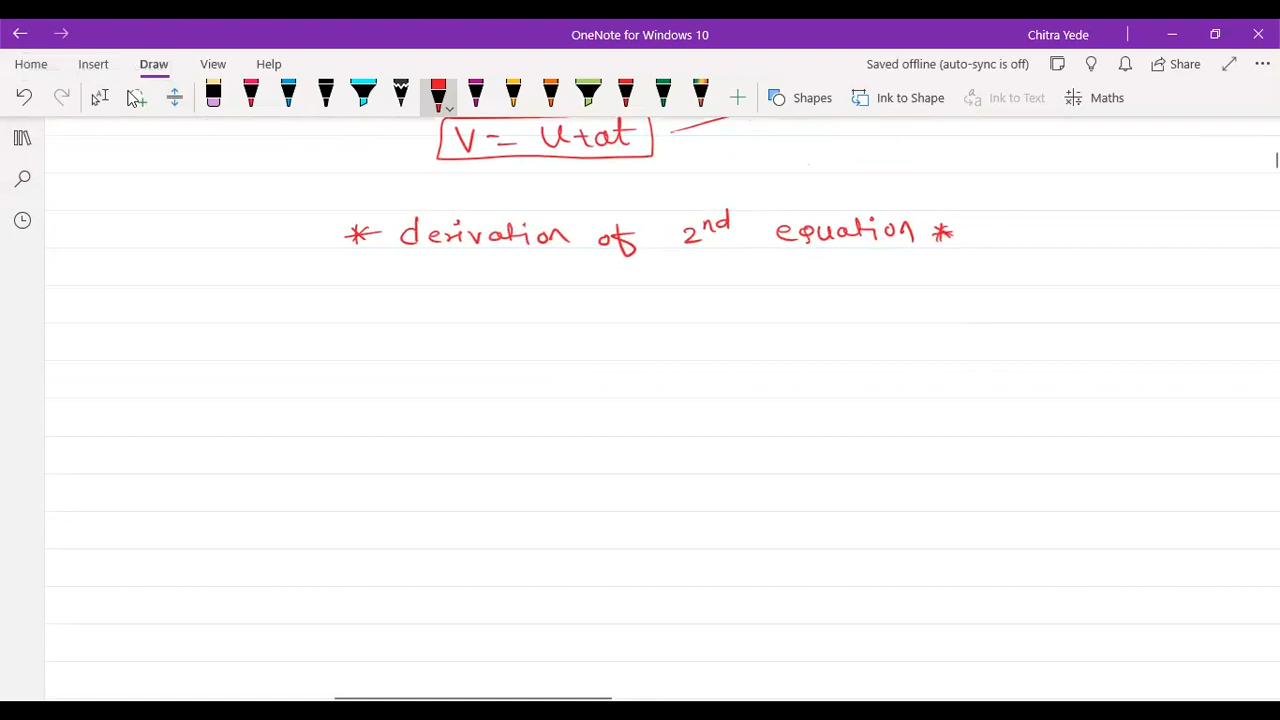 OneNote for Windows 10
Chitra Yede
Home Insert Draw View Help
Saved offline (auto-sync is off)
Share
Shapes
Ink to Shape
Ink to Text
Maths
V = u+at
* derivation of 2nd equation *